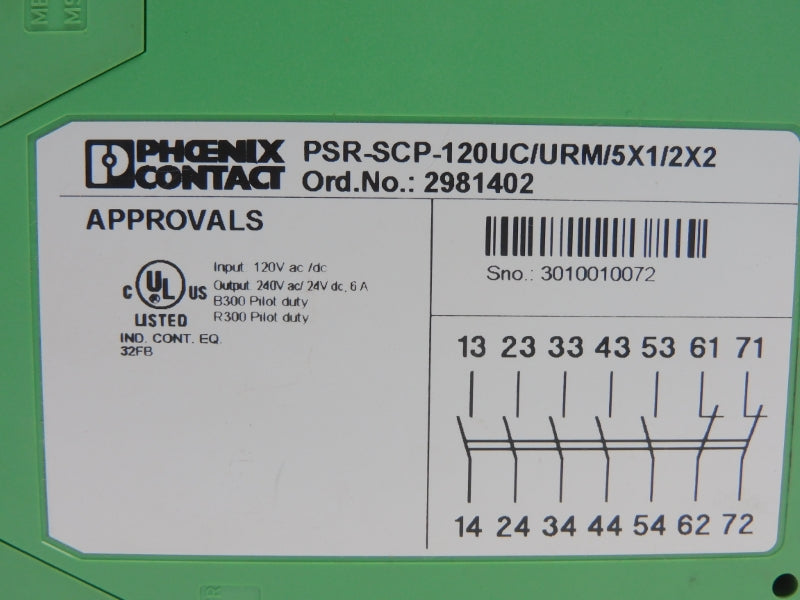 PHOENIX CONTACT
PSR-SCP-120UC/URM/5X1/2X2
Ord.No.: 2981402
APPROVALS
C UL US
LISTED
IND. CONT. EQ.
32FB
Input 120V ac /dc
Output 240V ac/ 24V dc, 6 A
B300 Pilot duty
R300 Pilot duty
Sno.: 3010010072
13 23 33 43 53 61 71
14 24 34 44 54 62 72